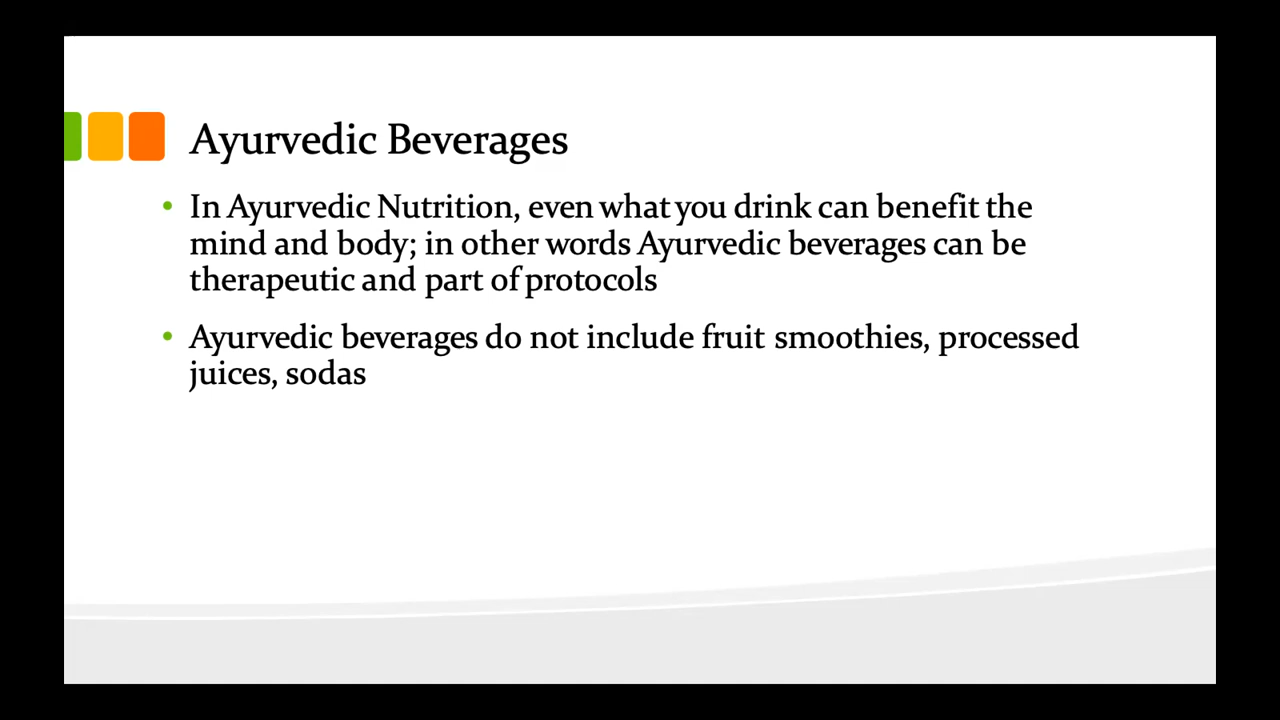 Ayurvedic Beverages
• In Ayurvedic Nutrition, even what you drink can benefit the
mind and body; in other words Ayurvedic beverages can be
therapeutic and part of protocols
• Ayurvedic beverages do not include fruit smoothies, processed
juices, sodas